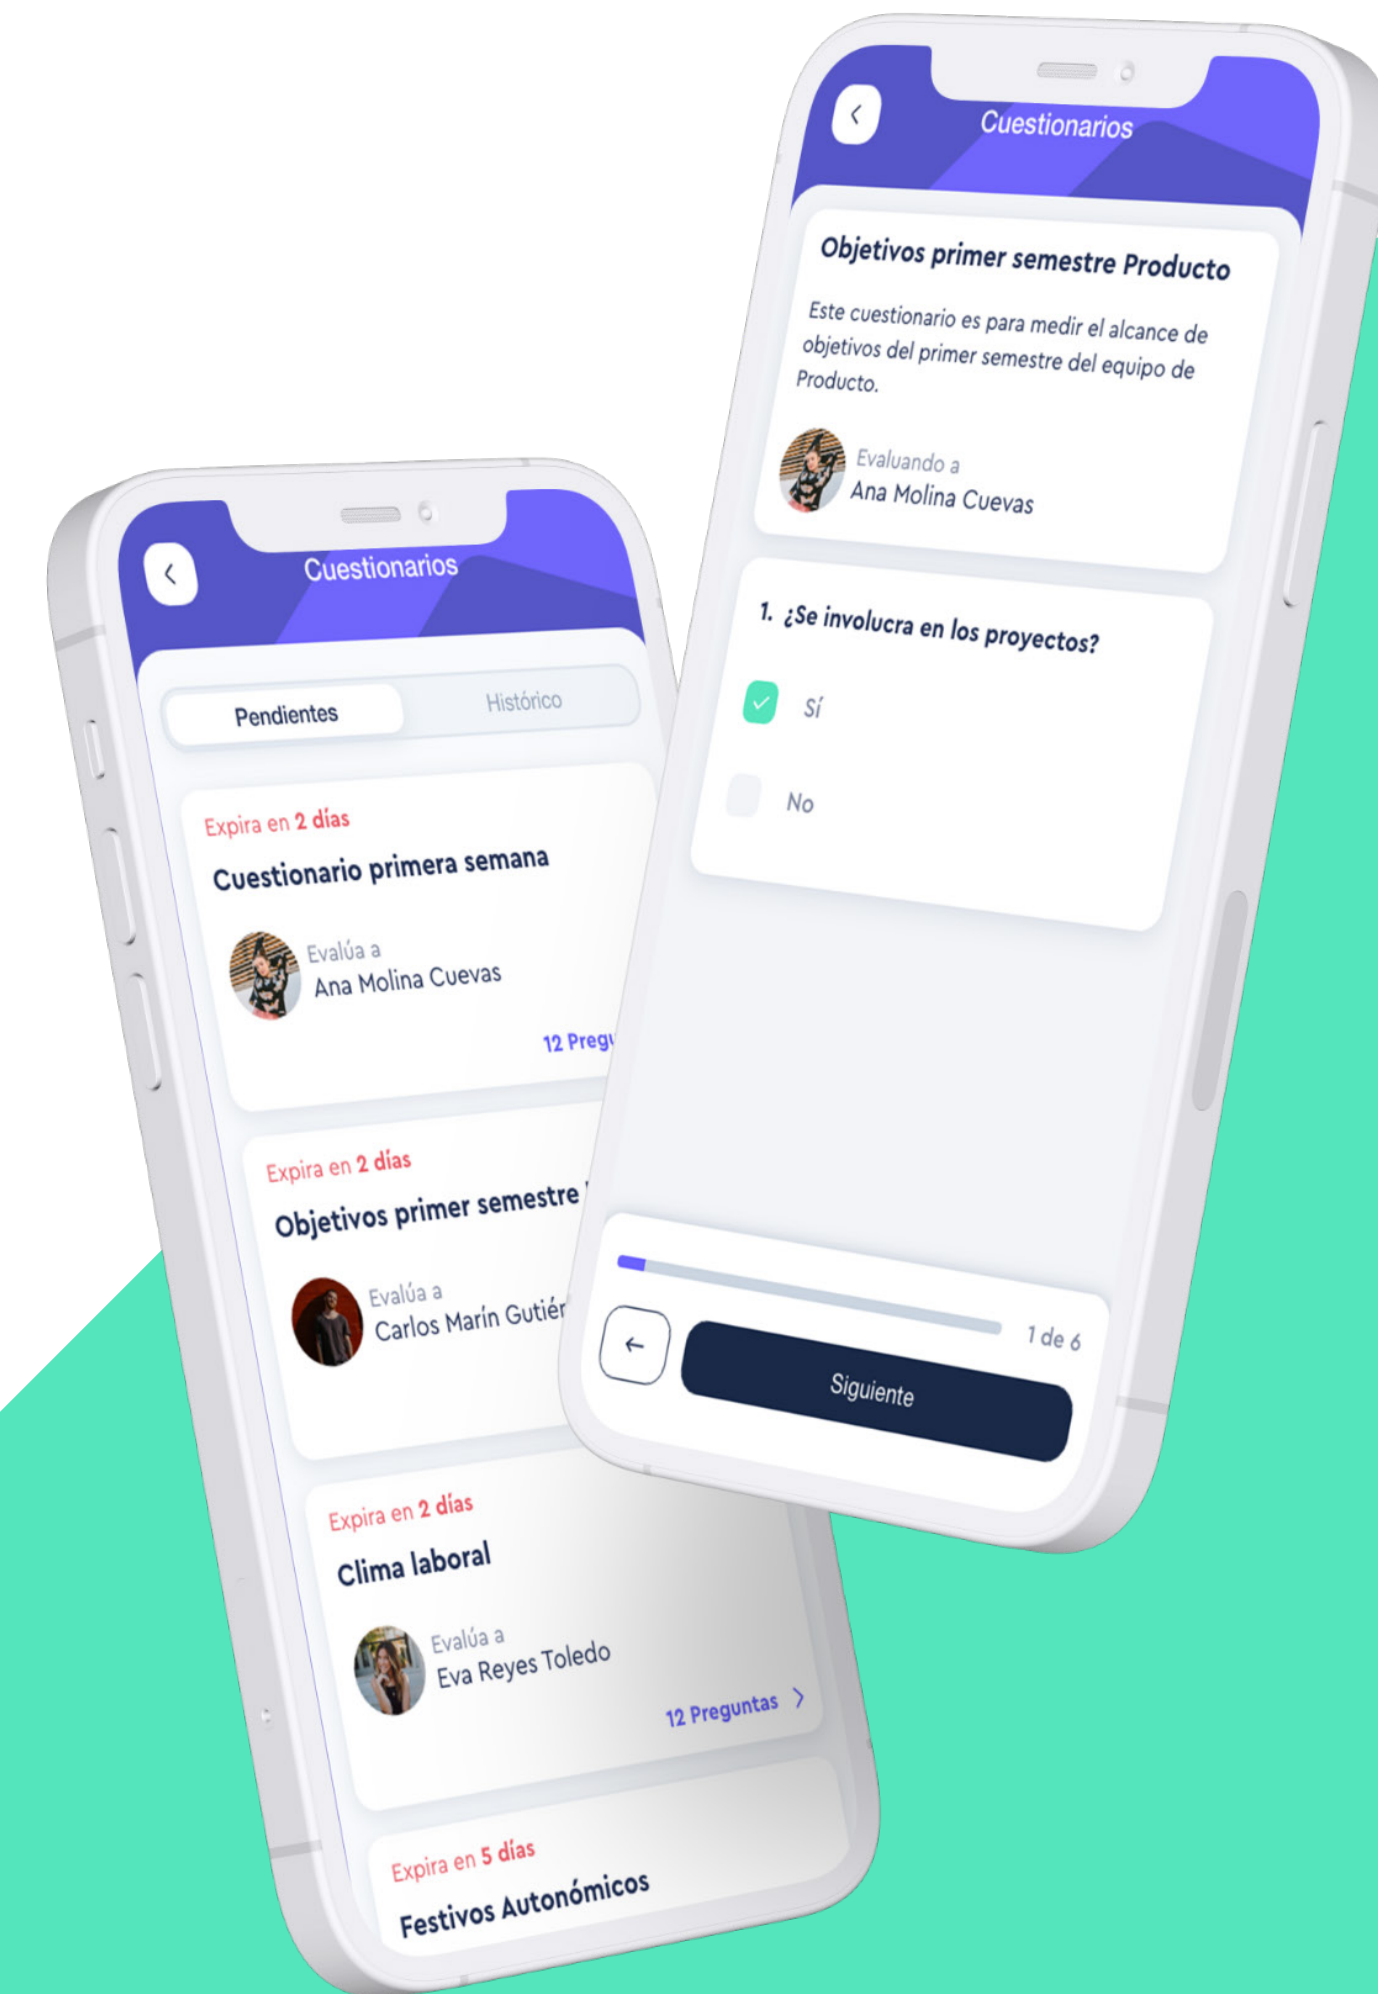 Cuestionarios
Pendientes
Histórico
Expira en 2 días
Cuestionario primera semana
Evalúa a
Ana Molina Cuevas
12
Expira en 2 días
Objetivos primer semestre
Evalúa a
Carlos Marín
Expira en 2 días
Clima laboral
Evalúa a
Eva Reyes Toledo
12 Preguntas
Expira en 5 días
Festivos Autonómicos
Cuestionarios
Objetivos primer semestre Producto
Este cuestionario es para medir el alcance de
objetivos del primer semestre del equipo de
Producto.
Evaluando a
Ana Molina Cuevas
1. ¿Se involucra en los proyectos?
Sí
No
1 de 6
Siguiente